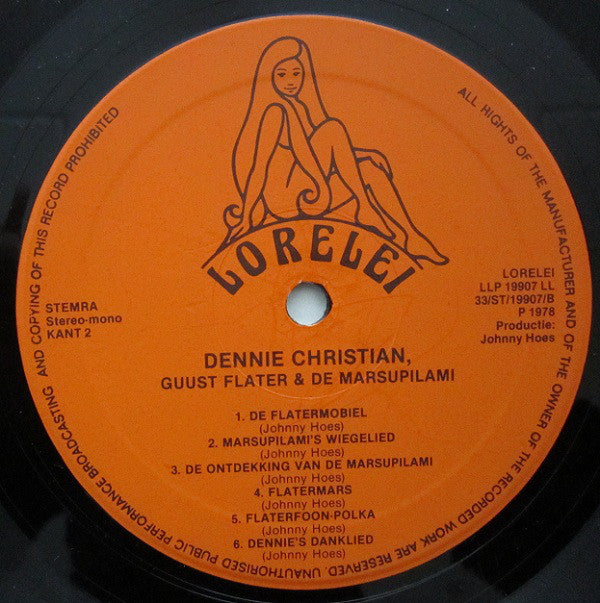 LORELEI
STEMRA
Stereo-mono
KANT 2
LORELEI
LLP 19907 LL
33/ST/19907/B
P 1978
Productie:
Johnny Hoes
DENNIE CHRISTIAN,
GUUST FLATER & DE MARSUPILAMI
1. DE FLATERMOBIEL
(Johnny Hoes)
2. MARSUPILAMI'S WIEGELIED
(Johnny Hoes)
3. DE ONTDEKKING VAN DE MARSUPILAMI
(Johnny Hoes)
4. FLATERMARS
(Johnny Hoes)
5. FLATERFOON-POLKA
(Johnny Hoes)
6. DENNIE'S DANKLIED
(Johnny Hoes)
ALL RIGHTS OF THE MANUFACTURER AND OF THE OWNER OF THE RECORDED WORK ARE RESERVED. UNAUTHORISED PUBLIC PERFORMANCE BROADCASTING AND COPYING OF THIS RECORD PROHIBITED